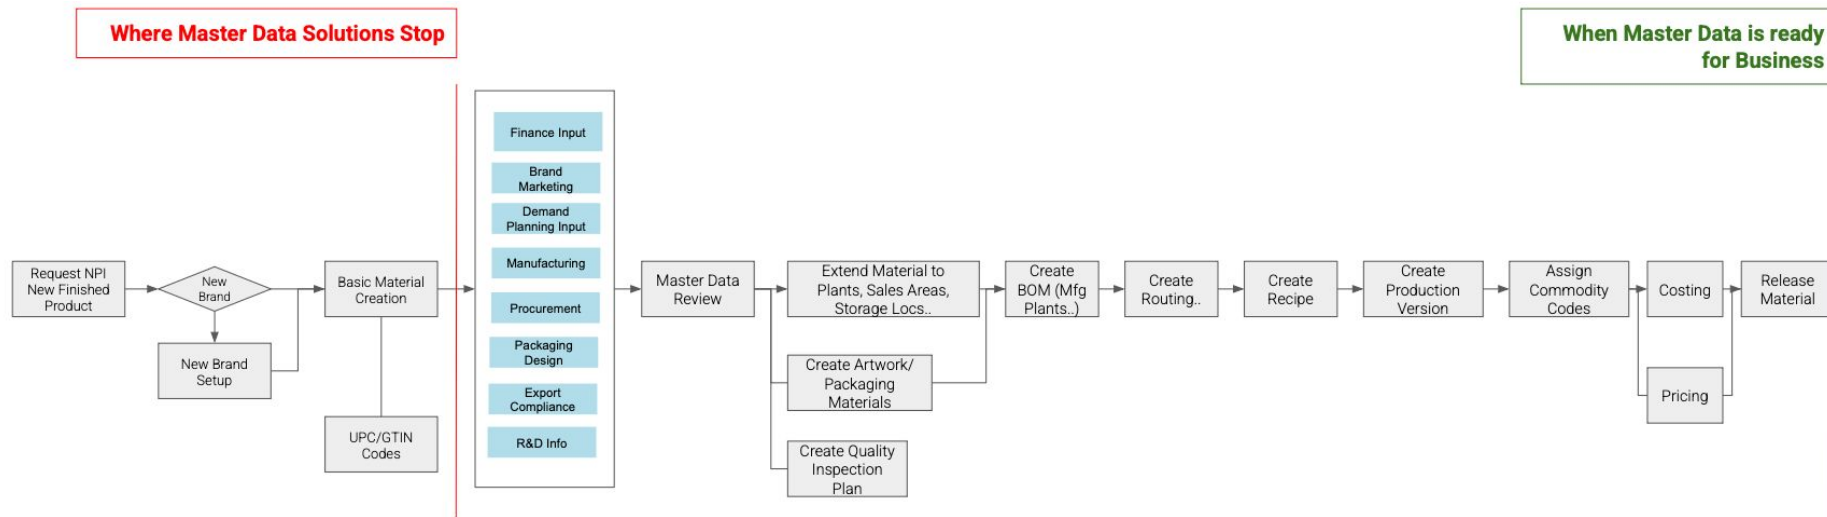 Where Master Data Solutions Stop
When Master Data is ready
for Business
Finance Input
Brand
Marketing
Demand
Planning Input
Manufacturing
Procurement
Packaging
Design
Export
Compliance
R&D Info
Request NPI
New Finished
Product
New
Brand
New Brand
Setup
Basic Material
Creation
UPC/GTIN
Codes
Master Data
Review
Extend Material to
Plants, Sales Areas,
Storage Locs..
Create Artwork/
Packaging
Materials
Create Quality
Inspection
Plan
Create
BOM (Mfg
Plants..)
Create
Routing..
Create
Recipe
Create
Production
Version
Assign
Commodity
Codes
Costing
Pricing
Release
Material